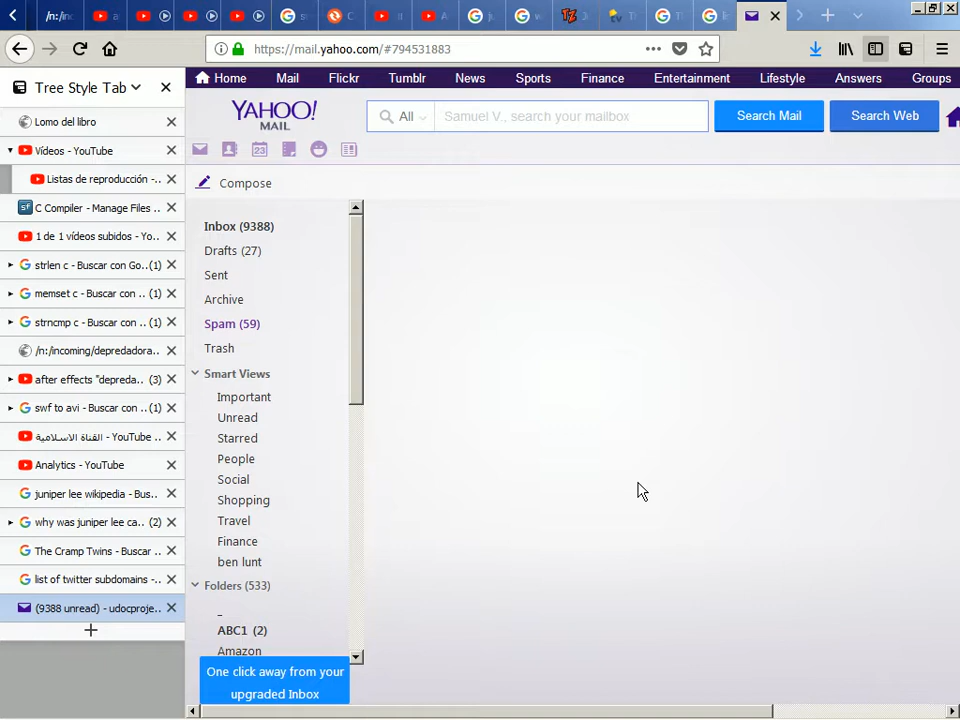 /n:/in
https://mail.yahoo.com/#794531883
Tree Style Tab
Lomo del libro
Vídeos - YouTube
Listas de reproducción -..
C Compiler - Manage Files ..
1 de 1 vídeos subidos - Yo..
strlen c - Buscar con Go..(1)
memset c - Buscar con ..(1)
strncmp c - Buscar con ..(1)
/n:/incoming/depredadora..
after effects "depreda..(3)
swf to avi - Buscar con ..(1)
القناة الاسلامية - YouTube ..
Analytics - YouTube
juniper lee wikipedia - Bus..
why was juniper lee ca..(2)
The Cramp Twins - Buscar ..
list of twitter subdomains -..
(9388 unread) - udocproje..
Home Mail Flickr Tumblr News Sports Finance Entertainment Lifestyle Answers Groups
YAHOO!
MAIL
All Samuel V., search your mailbox Search Mail Search Web
Compose
Inbox (9388)
Drafts (27)
Sent
Archive
Spam (59)
Trash
Smart Views
Important
Unread
Starred
People
Social
Shopping
Travel
Finance
ben lunt
Folders (533)
_
ABC1 (2)
Amazon
One click away from your
upgraded Inbox